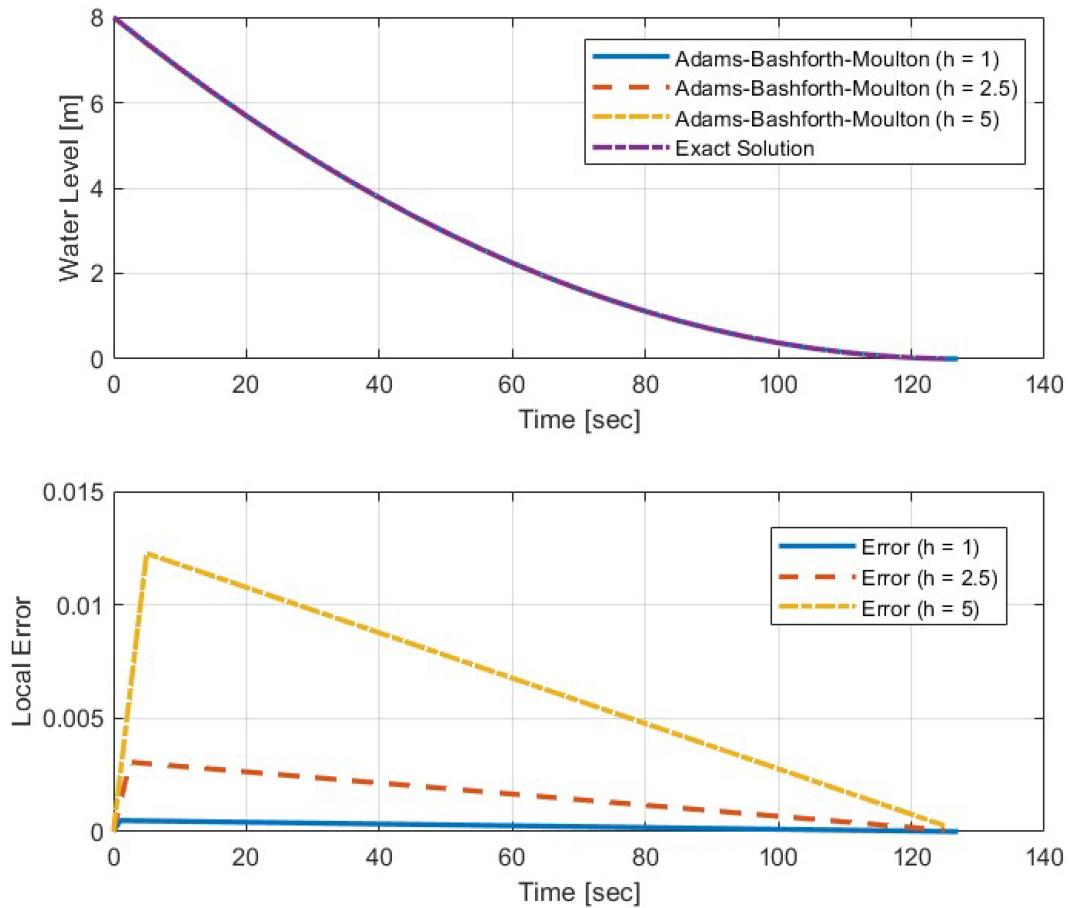 8
6
4
2
0
Water Level [m]
Adams-Bashforth-Moulton (h = 1)
Adams-Bashforth-Moulton (h = 2.5)
Adams-Bashforth-Moulton (h = 5)
Exact Solution
0 20 40 60 80 100 120 140
Time [sec]
0.015
0.01
0.005
0
Local Error
Error (h = 1)
Error (h = 2.5)
Error (h = 5)
0 20 40 60 80 100 120 140
Time [sec]